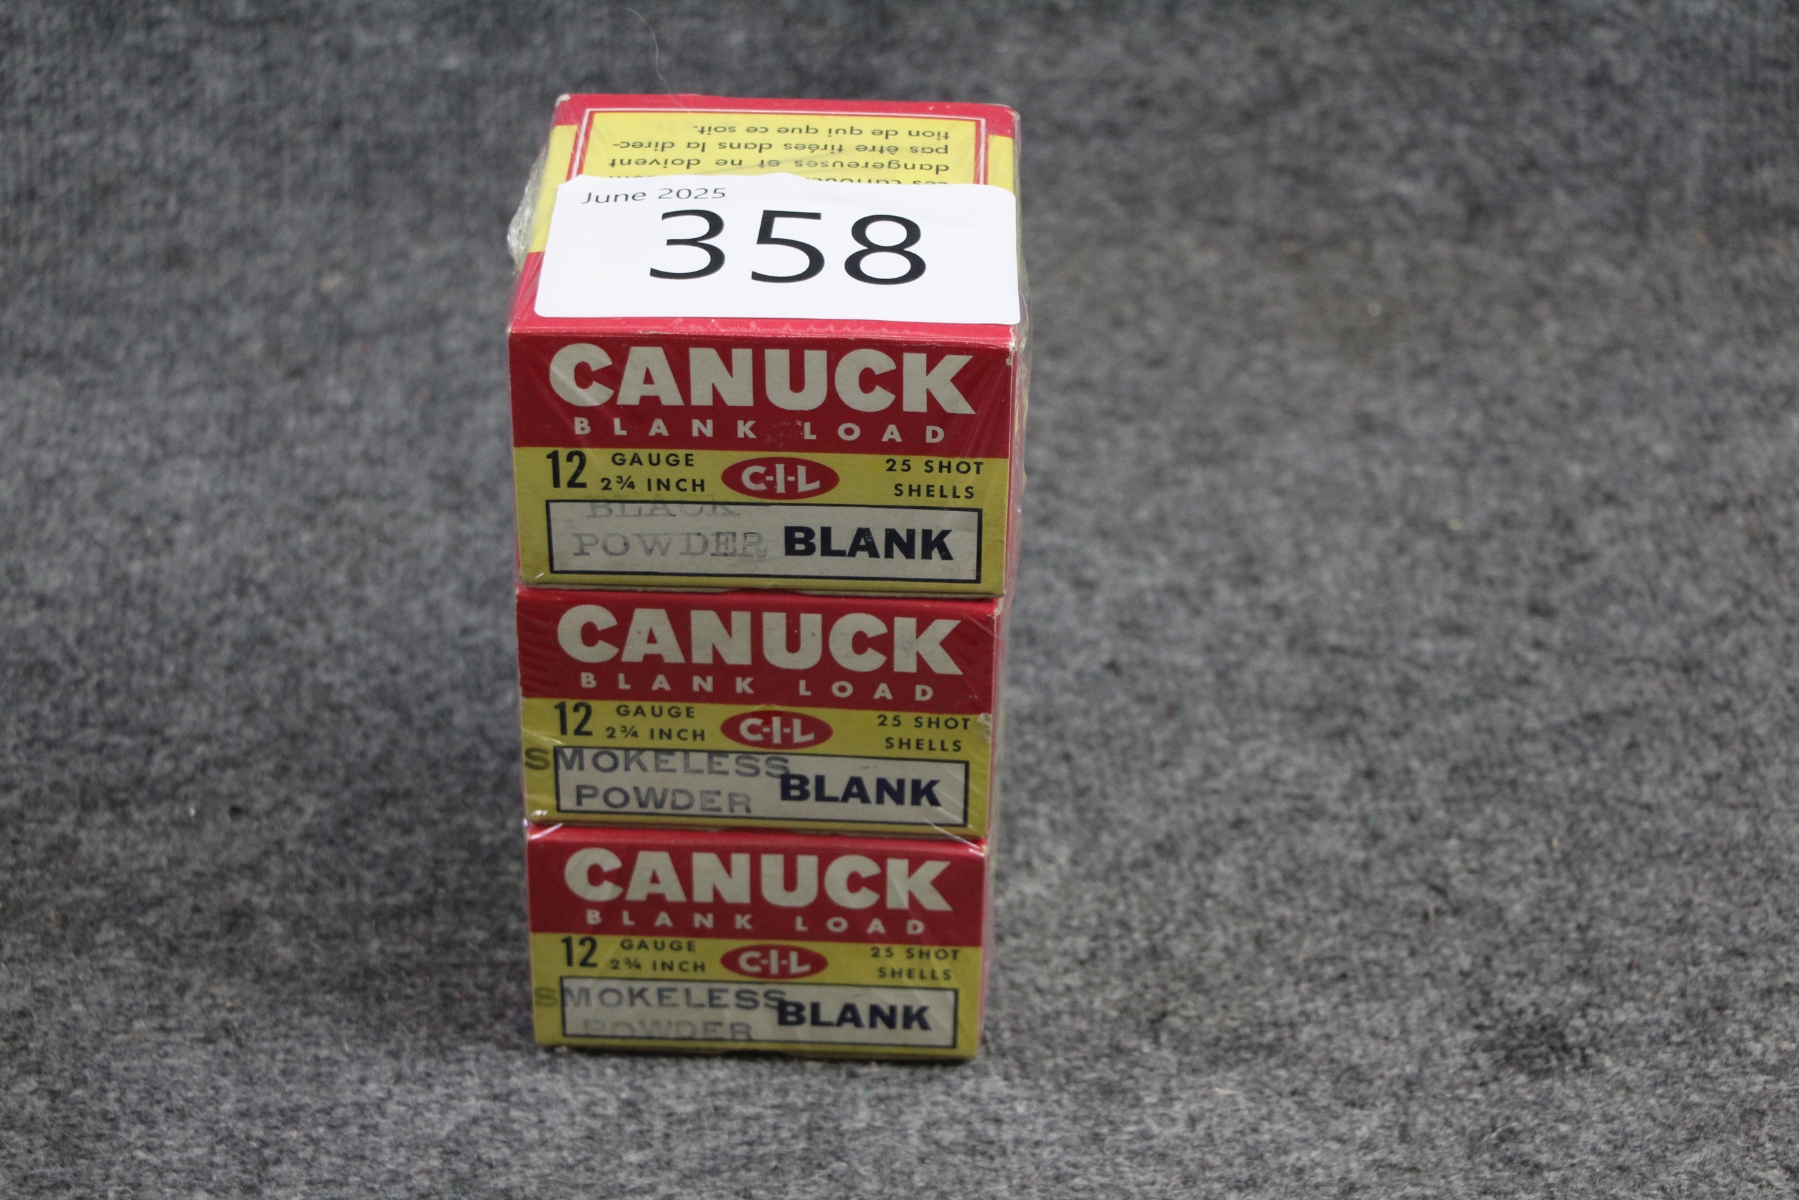 tion de qui que ce soit.
pas être tirées dans la direc-
dangereuses et ne doivent
June 2025
358
CANUCK
BLANK LOAD
12 GAUGE 2¾ INCH C-I-L 25 SHOT SHELLS
BLACK
POWDER BLANK
CANUCK
BLANK LOAD
12 GAUGE 2¾ INCH C-I-L 25 SHOT SHELLS
SMOKELESS
POWDER BLANK
CANUCK
BLANK LOAD
12 GAUGE 2¾ INCH C-I-L 25 SHOT SHELLS
SMOKELESS
POWDER BLANK